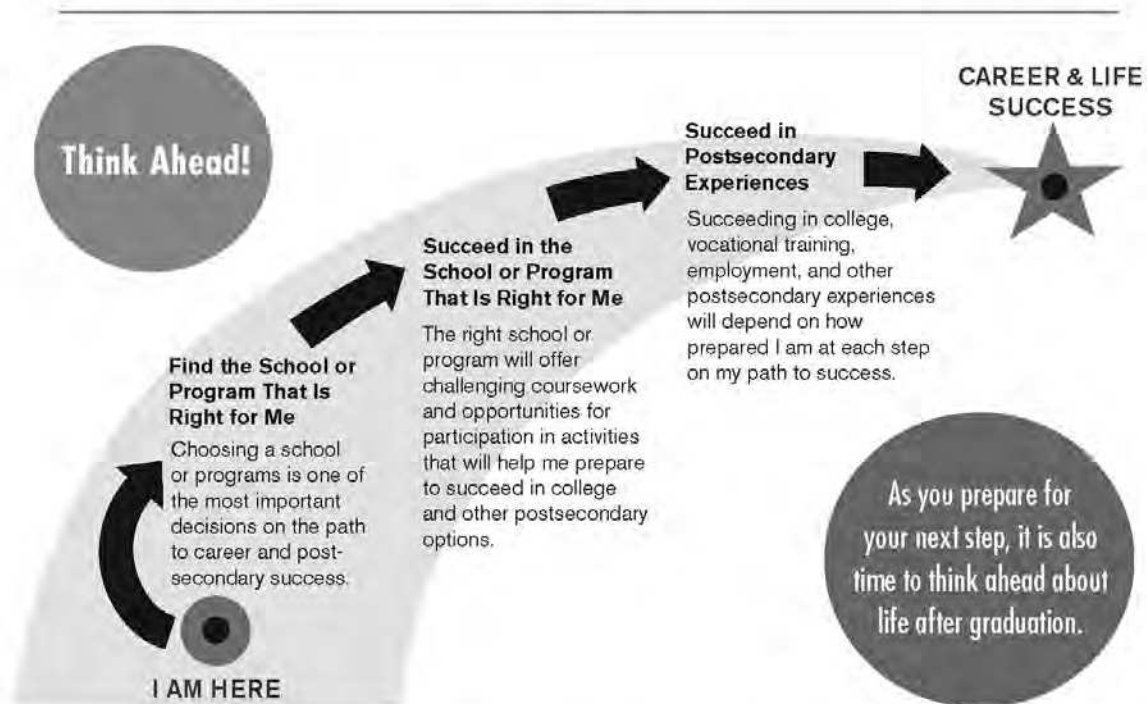 Think Ahead!
CAREER & LIFE
SUCCESS
Succeed in
Postsecondary
Experiences
Succeeding in college,
vocational training,
employment, and other
postsecondary experiences
will depend on how
prepared I am at each step
on my path to success.
Succeed in the
School or Program
That Is Right for Me
The right school or
program will offer
challenging coursework
and opportunities for
participation in activities
that will help me prepare
to succeed in college
and other postsecondary
options.
Find the School or
Program That Is
Right for Me
Choosing a school
or programs is one of
the most important
decisions on the path
to career and post-
secondary success.
I AM HERE
As you prepare for
your next step, it is also
time to think ahead about
life after graduation.